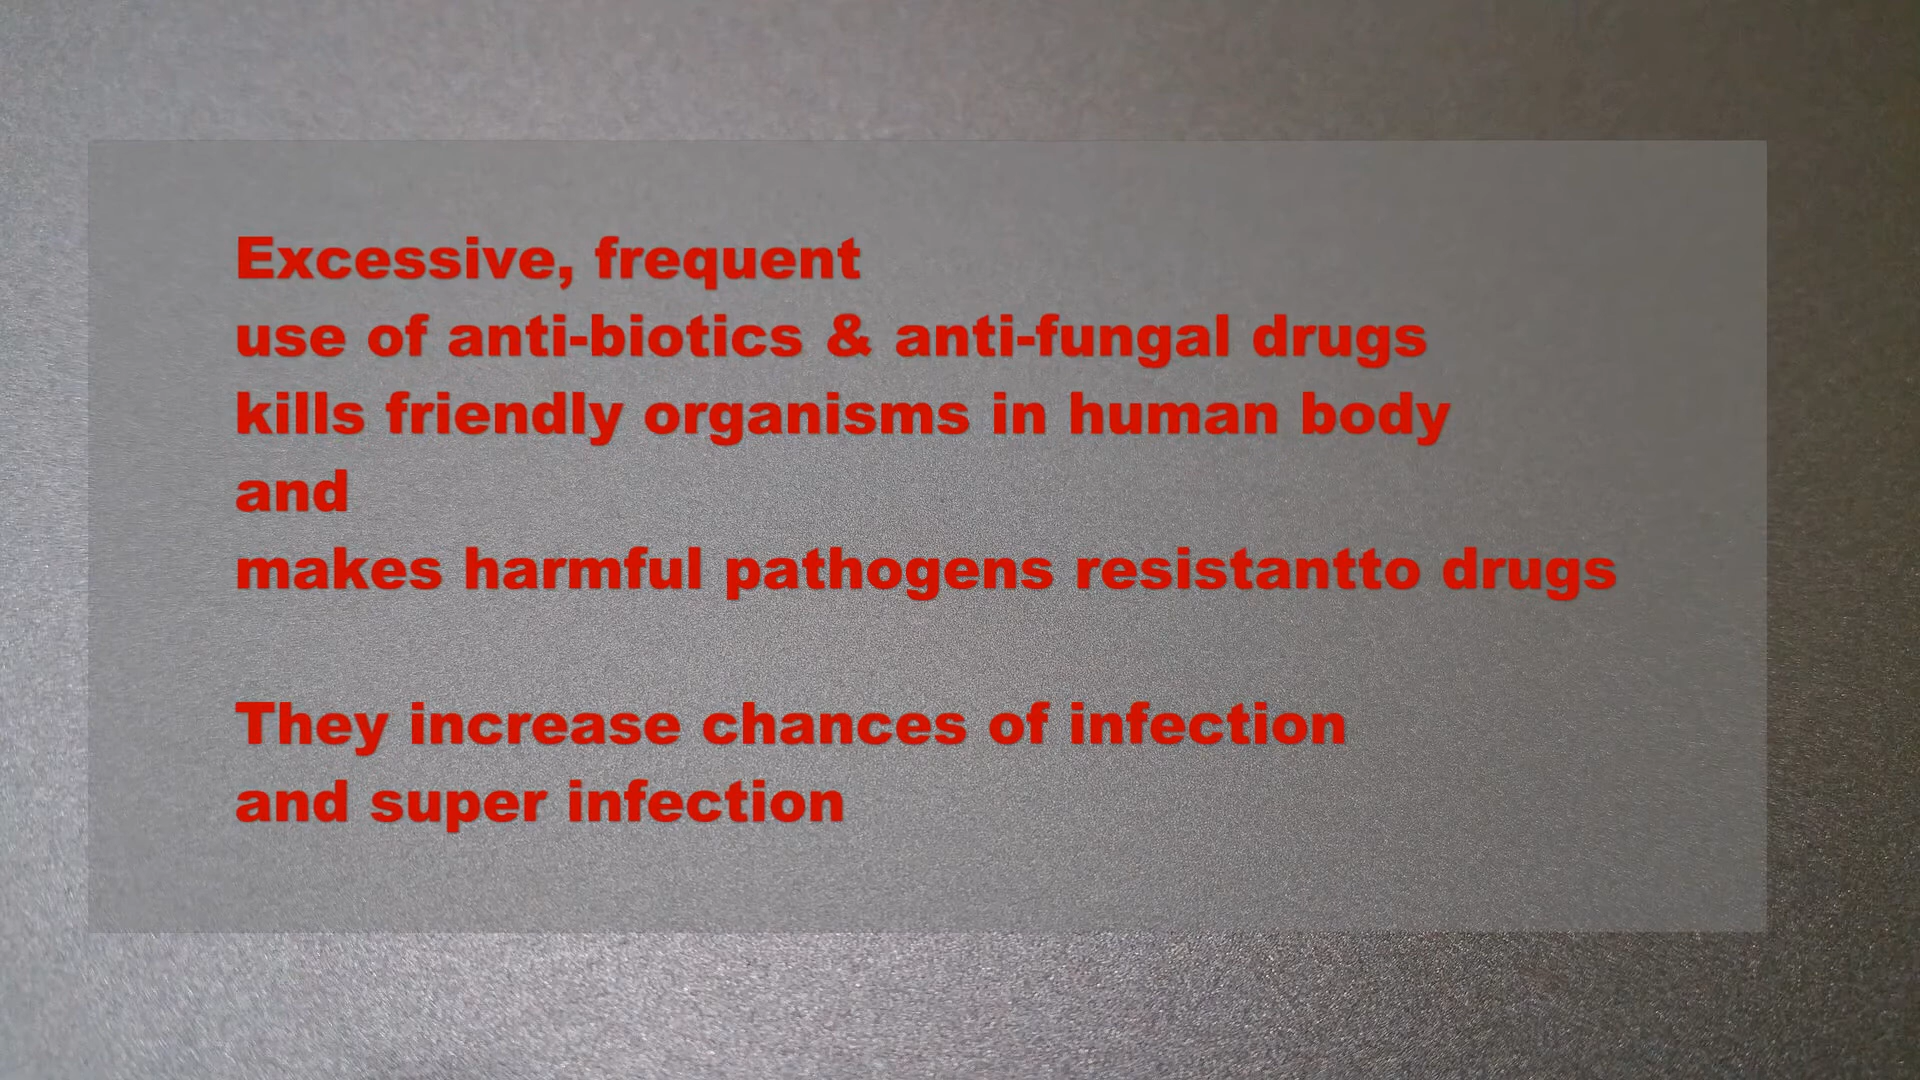 Excessive, frequent
use of anti-biotics & anti-fungal drugs
kills friendly organisms in human body
and
makes harmful pathogens resistantto drugs
They increase chances of infection
and super infection